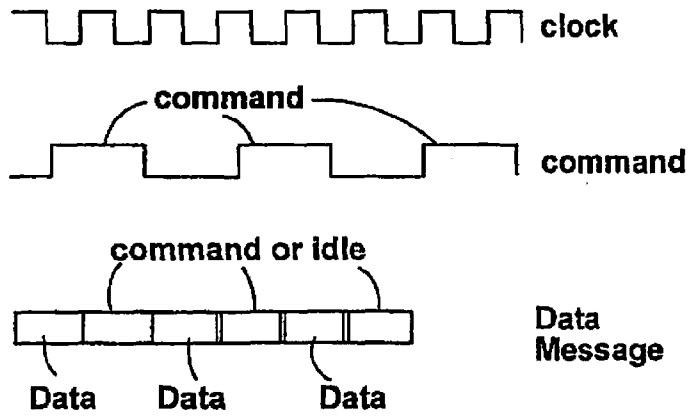 clock
command
command
command or idle
Data
Message
Data Data Data